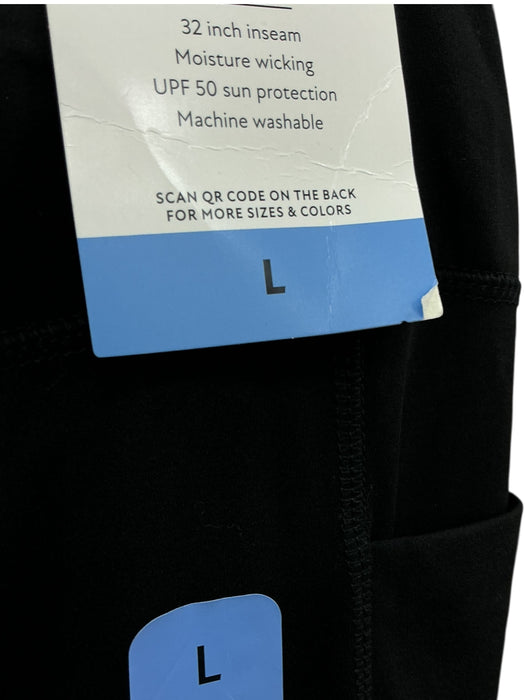 32 inch inseam
Moisture wicking
UPF 50 sun protection
Machine washable
SCAN QR CODE ON THE BACK
FOR MORE SIZES & COLORS
L
L